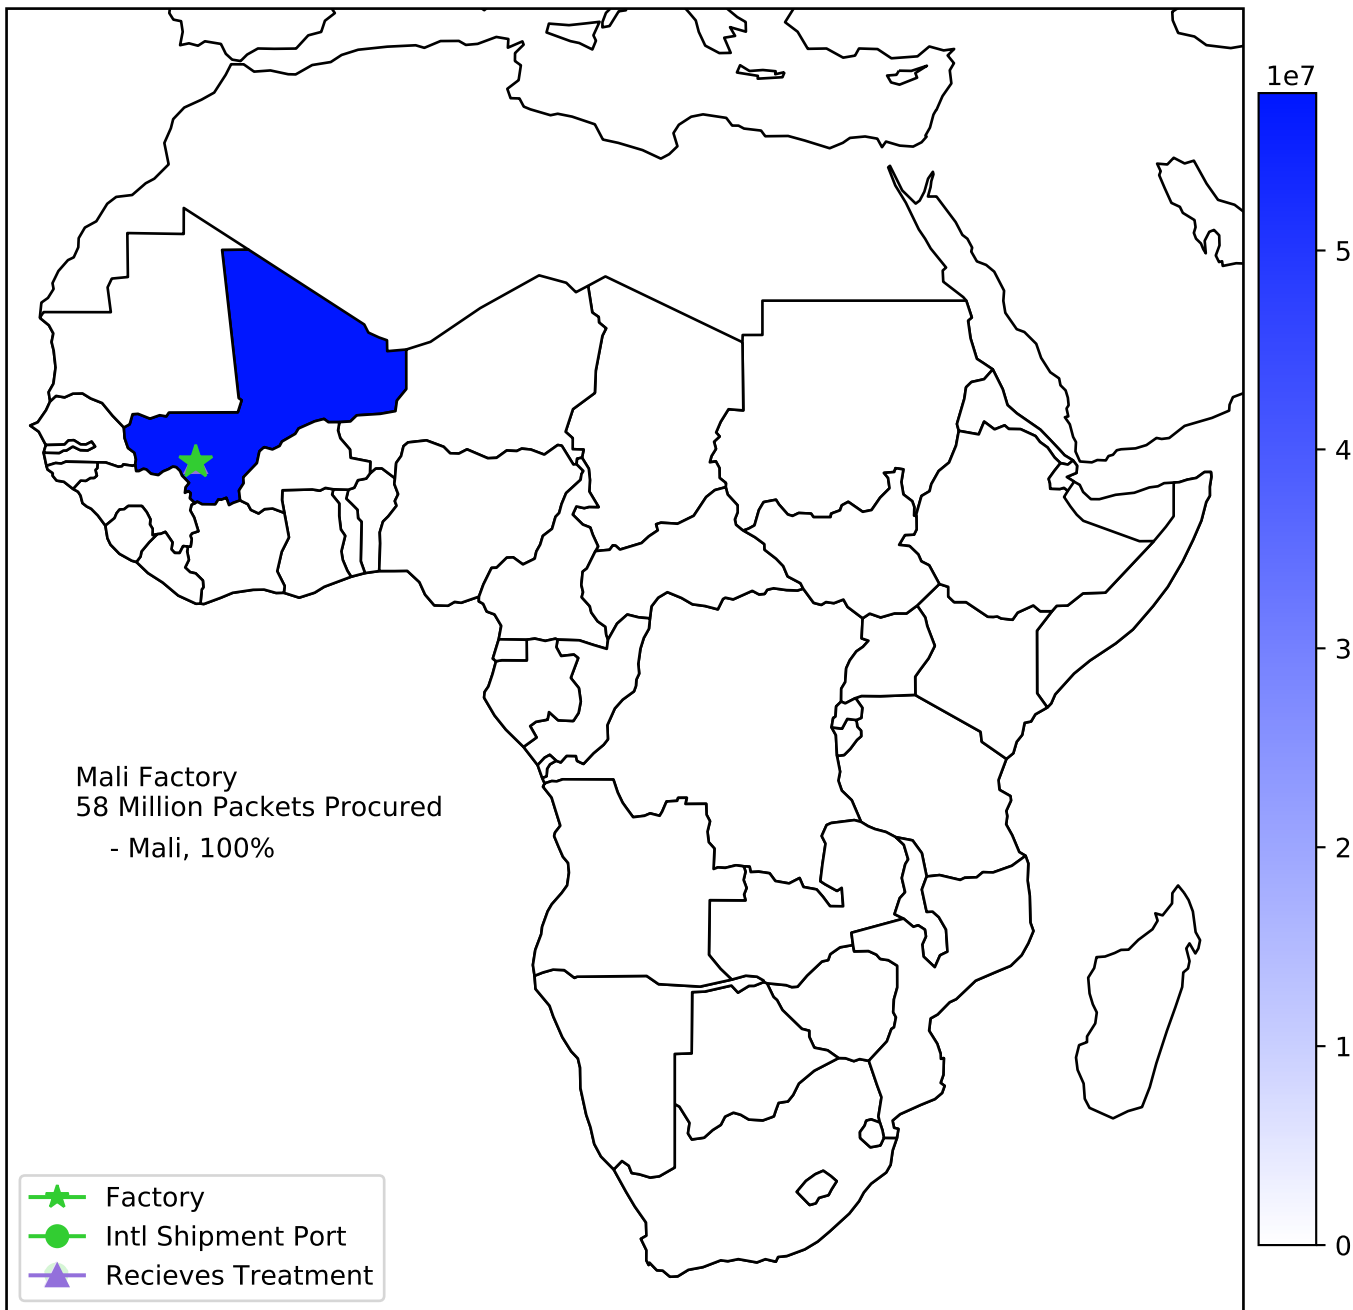 1e7
5
4
3
2
1
0
Mali Factory
58 Million Packets Procured
- Mali, 100%
Factory
Intl Shipment Port
Recieves Treatment